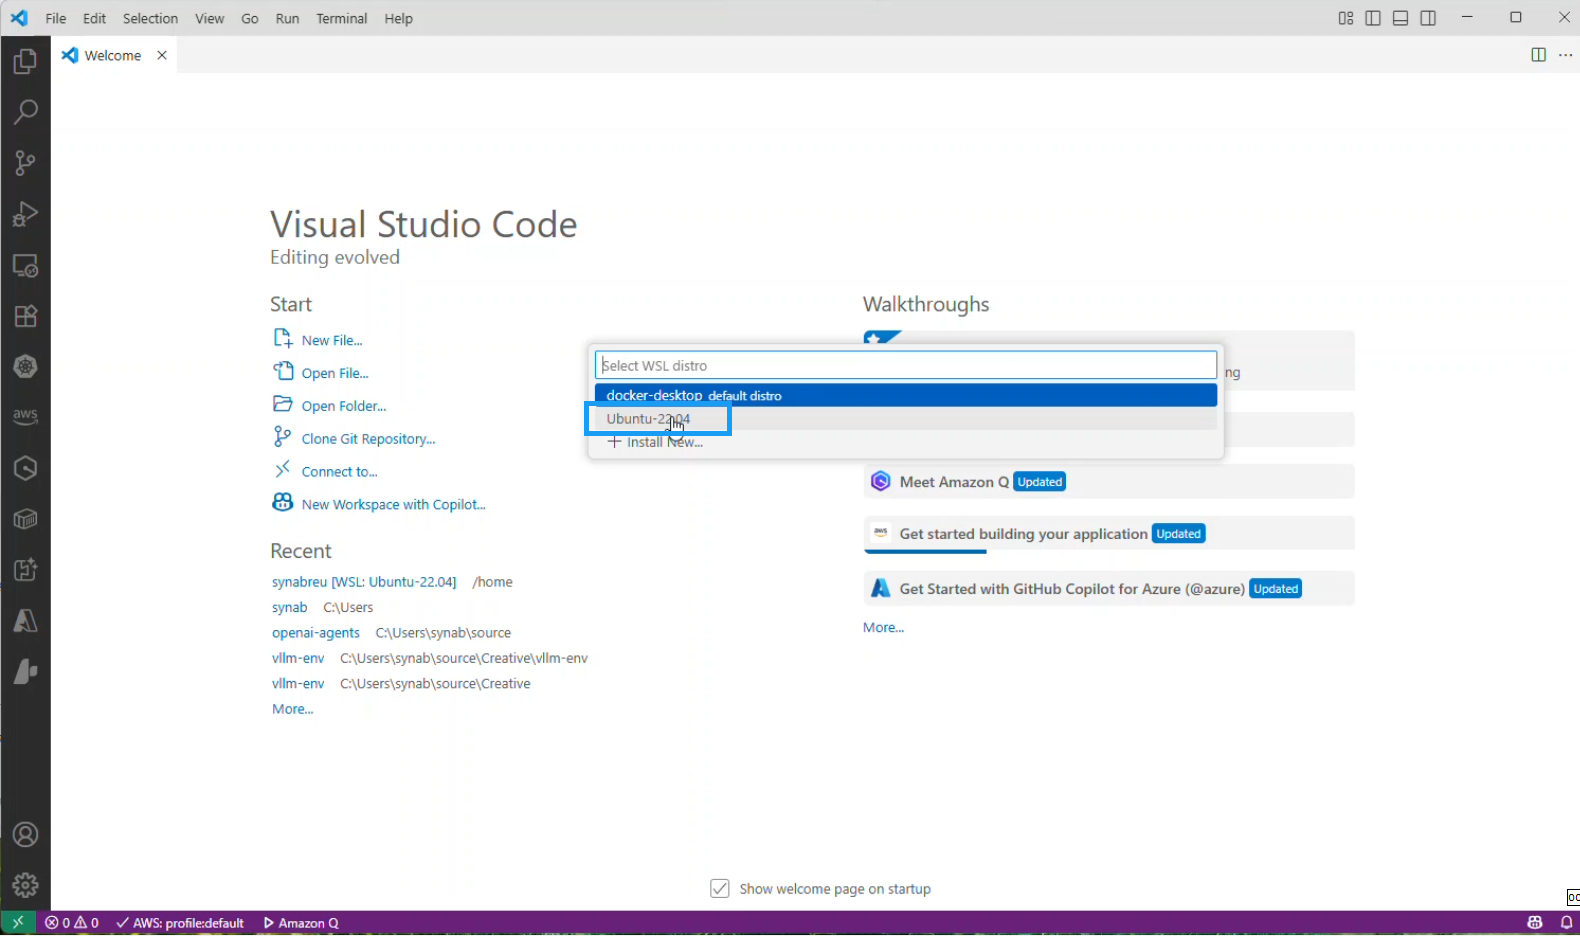 File Edit Selection View Go Run Terminal Help
Welcome
Visual Studio Code
Editing evolved
Start
New File...
Open File...
Open Folder...
Clone Git Repository...
Connect to...
New Workspace with Copilot...
Recent
synabreu [WSL: Ubuntu-22.04] /home
synab C:\Users
openai-agents C:\Users\synab\source
vllm-env C:\Users\synab\source\Creative\vllm-env
vllm-env C:\Users\synab\source\Creative
More...
Walkthroughs
Select WSL distro
docker-desktop default distro
Ubuntu-22.04
Install New...
ng
Meet Amazon Q Updated
aws Get started building your application Updated
Get Started with GitHub Copilot for Azure (@azure) Updated
More...
aws
Show welcome page on startup
0 0 AWS: profile:default Amazon Q